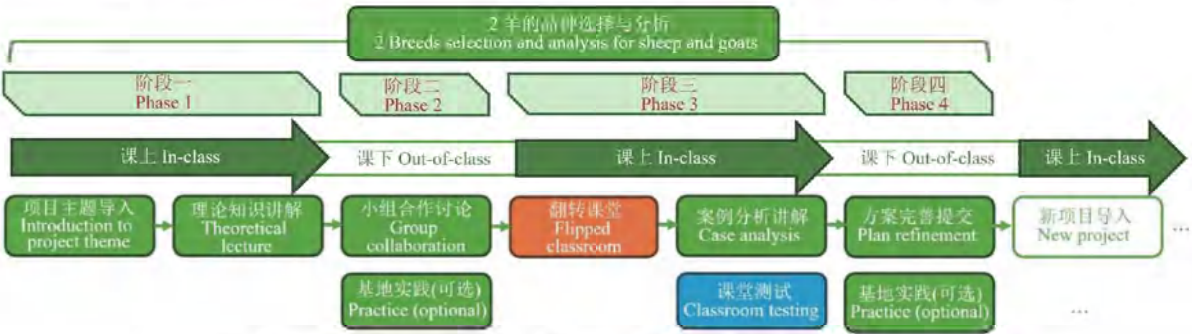 2 羊的品种选择与分析
2 Breeds selection and analysis for sheep and goats
阶段一
Phase 1
阶段二
Phase 2
阶段三
Phase 3
阶段四
Phase 4
课上 In-class
课下 Out-of-class
课上 In-class
课下 Out-of-class
课上 In-class
项目主题导入
Introduction to
project theme
理论知识讲解
Theoretical
lecture
小组合作讨论
Group
collaboration
翻转课堂
Flipped
classroom
案例分析讲解
Case analysis
方案完善提交
Plan refinement
新项目导入
New project
...
基地实践(可选)
Practice (optional)
课堂测试
Classroom testing
基地实践(可选)
Practice (optional)
...